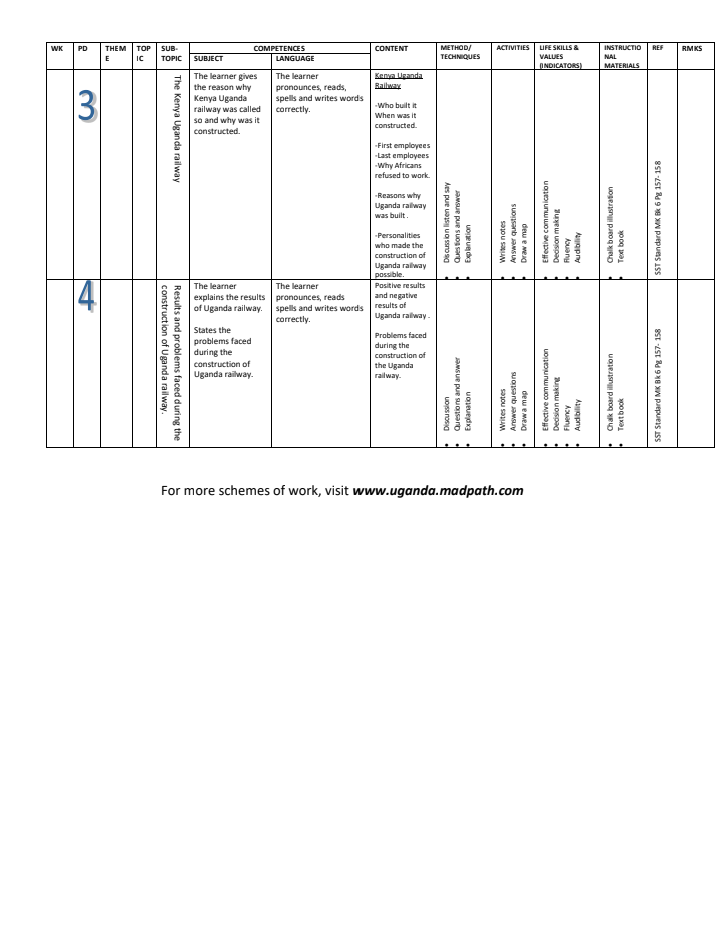 WK PD THEM TOP SUB- COMPETENCES CONTENT METHOD/ ACTIVITIES LIFE SKILLS & INSTRUCTIO REF RMKS
E IC TOPIC SUBJECT LANGUAGE TECHNIQUES VALUES NAL
(INDICATORS) MATERIALS
3
The Kenya Uganda railway
The learner gives
the reason why
Kenya Uganda
railway was called
so and why was it
constructed.
The learner
pronounces, reads,
spells and writes words
correctly.
Kenya Uganda
Railway
-Who built it
When was it
constructed.
-First employees
-Last employees
-Why Africans
refused to work.
-Reasons why
Uganda railway
was built .
-Personalities
who made the
construction of
Uganda railway
possible.
• Discussion listen and say
• Questions and answer
• Explanation
• Writes notes
• Answer questions
• Draw a map
• Effective communication
• Decision making
• Fluency
• Audibility
• Chalk board illustration
• Text book
SST Standard MK Bk 6 Pg 157- 158
4
Results and problems faced during the
construction of Uganda railway.
The learner
explains the results
of Uganda railway.
States the
problems faced
during the
construction of
Uganda railway.
The learner
pronounces, reads
spells and writes words
correctly.
Positive results
and negative
results of
Uganda railway .
Problems faced
during the
construction of
the Uganda
railway.
• Discussion
• Questions and answer
• Explanation
• Writes notes
• Answer questions
• Draw a map
• Effective communication
• Decision making
• Fluency
• Audibility
• Chalk board illustration
• Text book
SST Standard MK Bk 6 Pg 157- 158
For more schemes of work, visit www.uganda.madpath.com